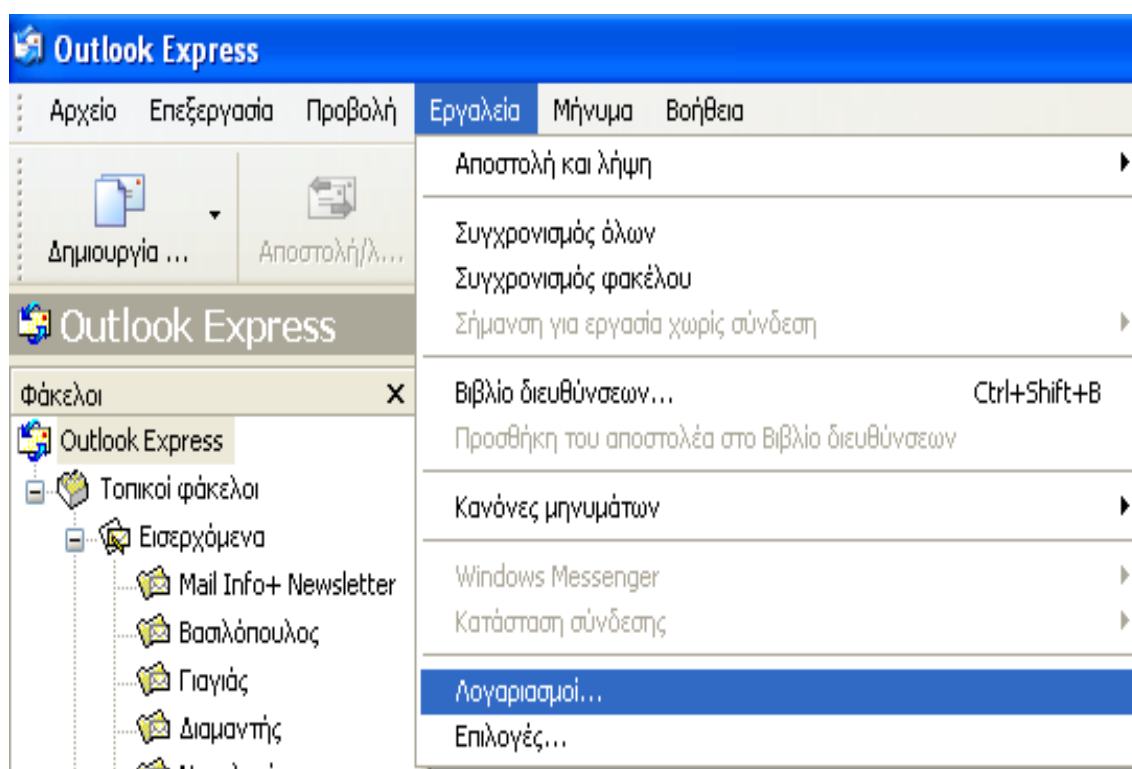 Outlook Express
Αρχείο Επεξεργασία Προβολή Εργαλεία Μήνυμα Βοήθεια
Δημιουργία ... Αποστολή/λ...
Outlook Express
Φάκελοι
Outlook Express
Τοπικοί φάκελοι
Εισερχόμενα
Mail Info+ Newsletter
Βασιλόπουλος
Γιαγιάς
Διαμαντής
Αποστολή και λήψη
Συγχρονισμός όλων
Συγχρονισμός φακέλου
Σήμανση για εργασία χωρίς σύνδεση
Βιβλίο διευθύνσεων... Ctrl+Shift+B
Προσθήκη του αποστολέα στο Βιβλίο διευθύνσεων
Κανόνες μηνυμάτων
Windows Messenger
Κατάσταση σύνδεσης
Λογαριασμοί...
Επιλογές...